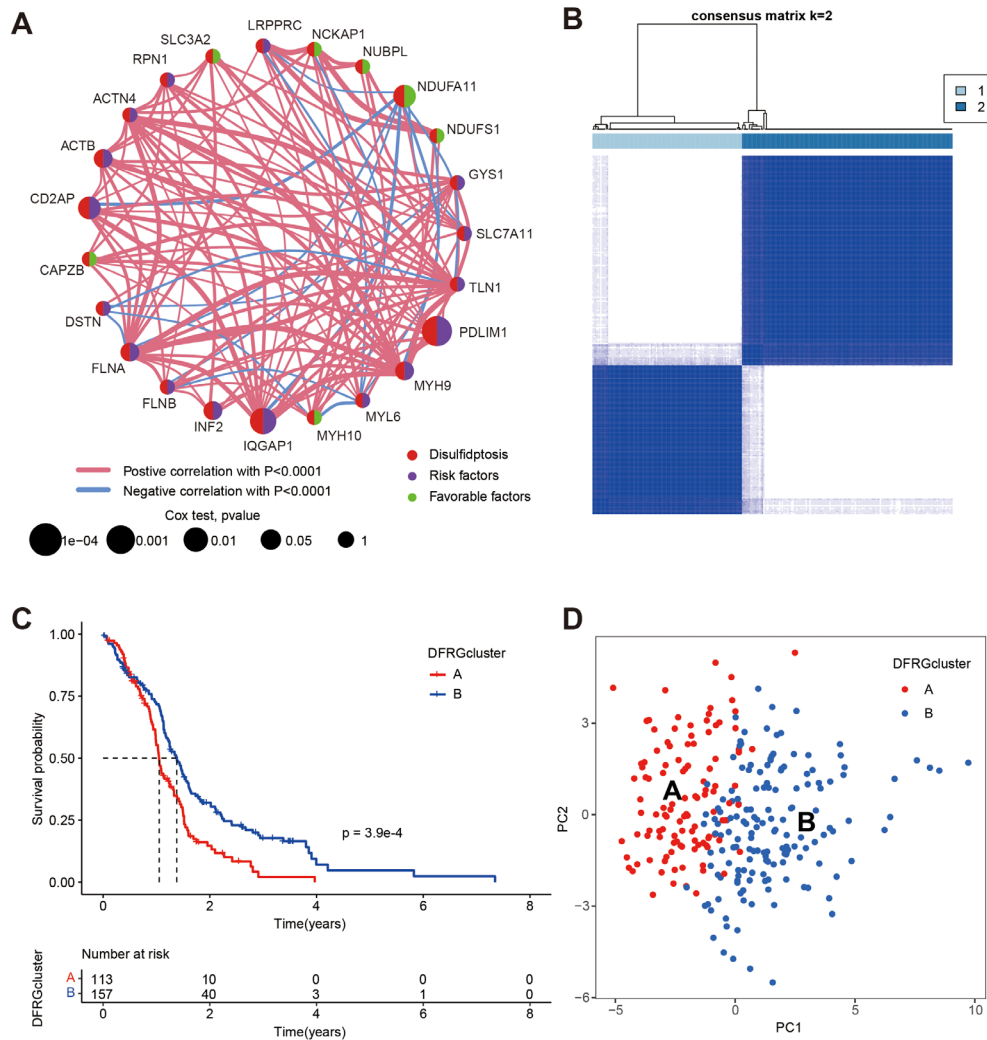 A
LRPPRC
NCKAP1
SLC3A2
NUBPL
RPN1
NDUFA11
ACTN4
NDUFS1
ACTB
GYS1
CD2AP
SLC7A11
CAPZB
TLN1
DSTN
PDLIM1
FLNA
MYH9
FLNB
MYL6
INF2
MYH10
IQGAP1
Postive correlation with P<0.0001
Negative correlation with P<0.0001
Disulfidptosis
Risk factors
Favorable factors
Cox test, pvalue
1e−04 0.001 0.01 0.05 1
B
consensus matrix k=2
1
2
C
DFRGcluster
A
B
Survival probability
1.00
0.75
0.50
0.25
0.00
p = 3.9e-4
0 2 4 6 8
Time(years)
Number at risk
DFRGcluster
A 113 10 0 0 0
B 157 40 3 1 0
0 2 4 6 8
Time(years)
D
DFRGcluster
A
B
PC2
3
0
−3
−6
A
B
−5 0 5 10
PC1